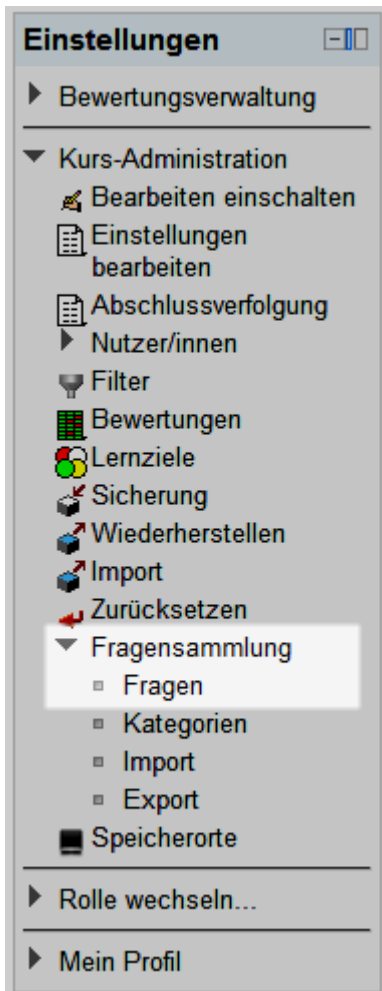 Einstellungen
Bewertungsverwaltung
Kurs-Administration
Bearbeiten einschalten
Einstellungen
bearbeiten
Abschlussverfolgung
Nutzer/innen
Filter
Bewertungen
Lernziele
Sicherung
Wiederherstellen
Import
Zurücksetzen
Fragensammlung
Fragen
Kategorien
Import
Export
Speicherorte
Rolle wechseln...
Mein Profil